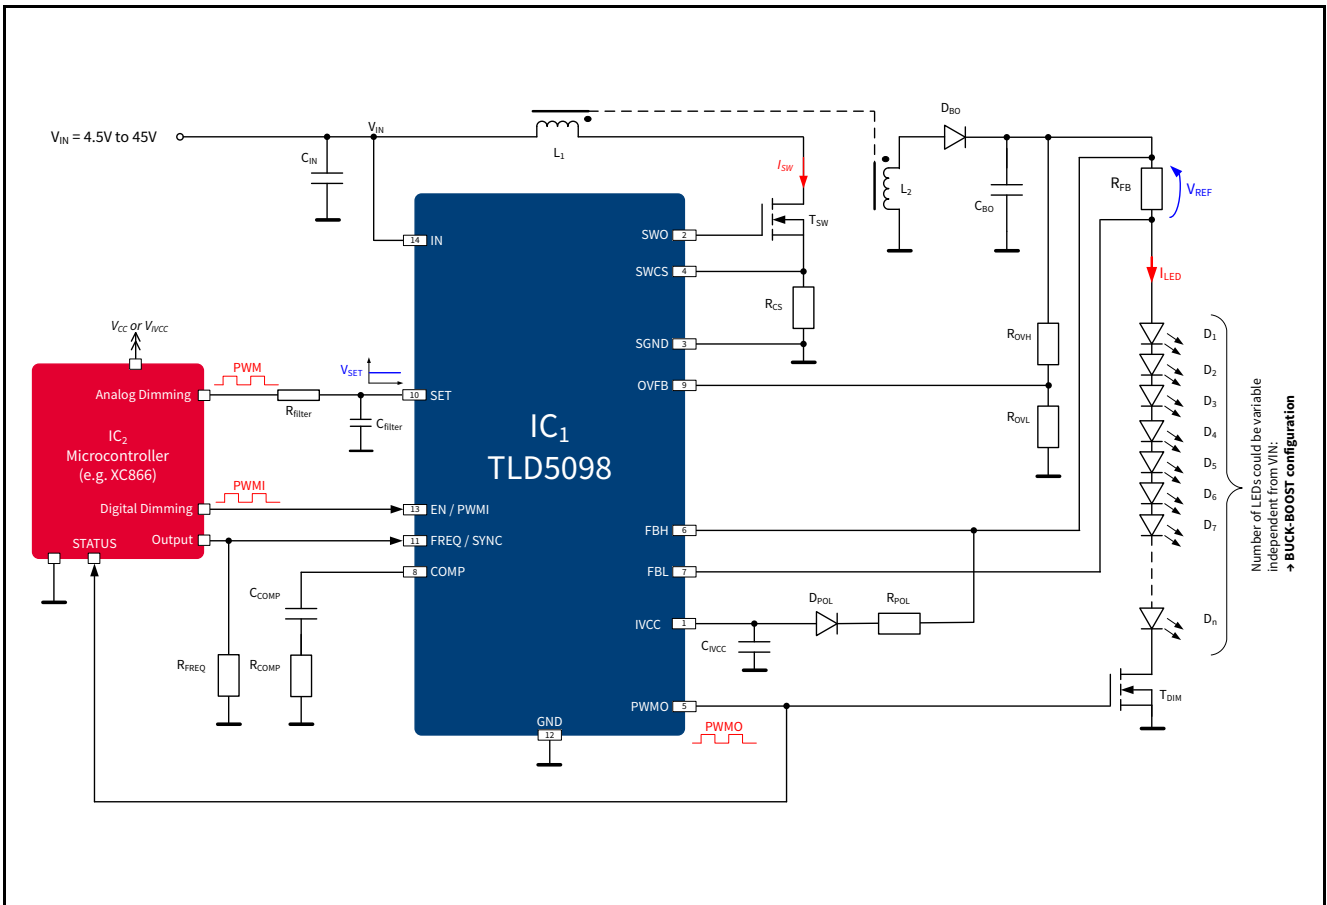 V_IN = 4.5V to 45V
C_IN
V_IN
L_1
I_SW
T_SW
L_2
D_BO
C_BO
R_FB
V_REF
I_LED
14 IN
SWO 2
SWCS 4
R_CS
SGND 3
OVFB 9
R_OVH
R_OVL
V_CC or V_IVCC
PWM
Analog Dimming
R_filter
C_filter
V_SET
10 SET
IC_2
Microcontroller
(e.g. XC866)
PWMI
Digital Dimming
13 EN / PWMI
Output
11 FREQ / SYNC
STATUS
8 COMP
C_COMP
R_FREQ
R_COMP
IC_1
TLD5098
FBH 6
FBL 7
IVCC 1
C_IVCC
D_POL
R_POL
PWMO 5
PWMO
GND
12
T_DIM
D_1
D_2
D_3
D_4
D_5
D_6
D_7
D_n
Number of LEDs could be variable
independent from VIN:
→ BUCK-BOOST configuration